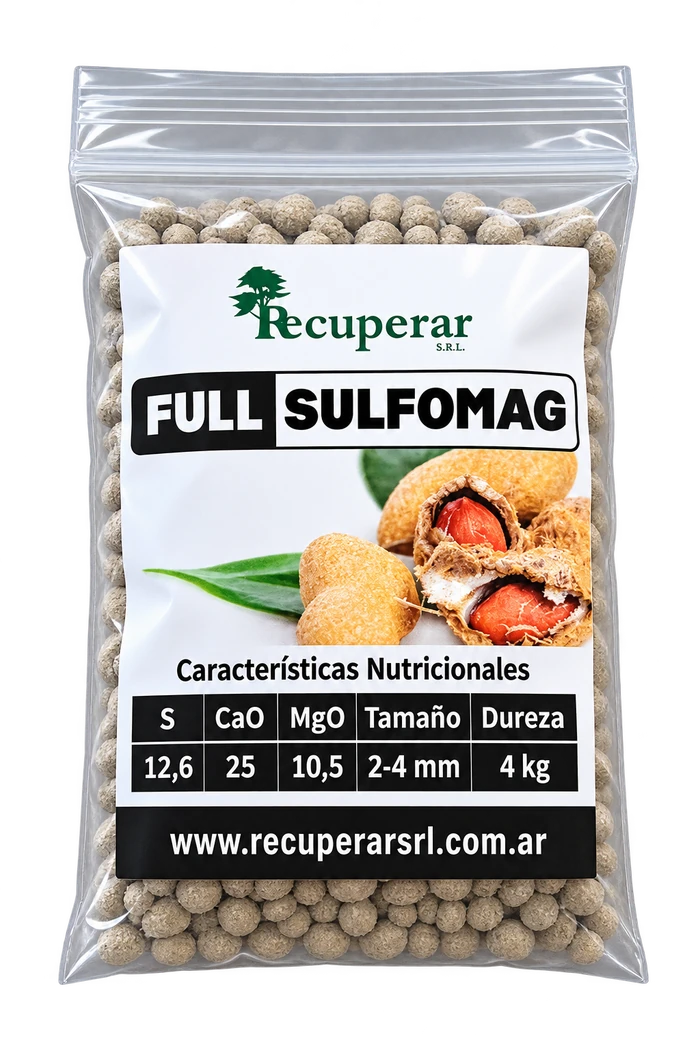 Recuperar
S.R.L.
FULL SULFOMAG
Características Nutricionales
S CaO MgO Tamaño Dureza
12,6 25 10,5 2-4 mm 4 kg
www.recuperarsrl.com.ar